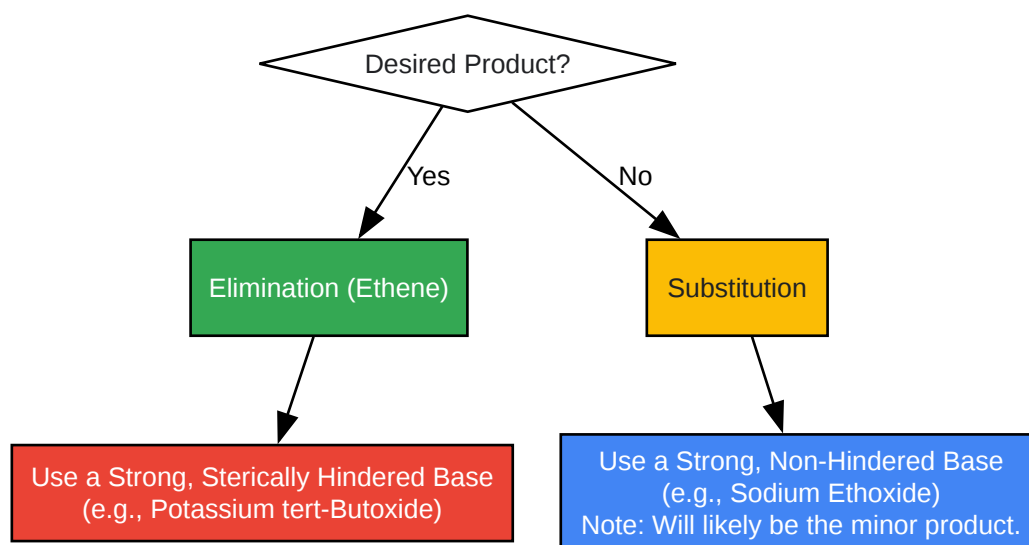 Desired Product?
Yes
No
Elimination (Ethene)
Substitution
Use a Strong, Sterically Hindered Base
(e.g., Potassium tert-Butoxide)
Use a Strong, Non-Hindered Base
(e.g., Sodium Ethoxide)
Note: Will likely be the minor product.